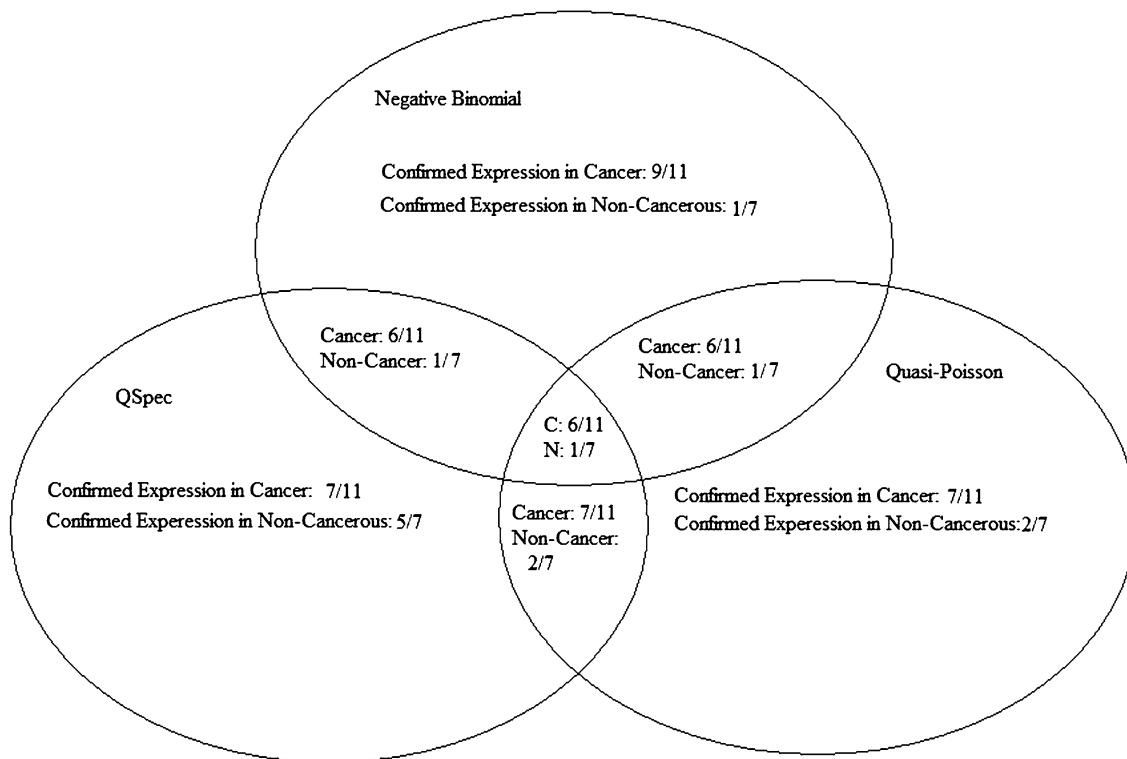 Negative Binomial
Confirmed Expression in Cancer: 9/11
Confirmed Experession in Non-Cancerous: 1/7
Cancer: 6/11
Non-Cancer: 1/7
Cancer: 6/11
Non-Cancer: 1/7
QSpec
Quasi-Poisson
C: 6/11
N: 1/7
Confirmed Expression in Cancer: 7/11
Confirmed Experession in Non-Cancerous: 5/7
Cancer: 7/11
Non-Cancer:
2/7
Confirmed Expression in Cancer: 7/11
Confirmed Experession in Non-Cancerous:2/7